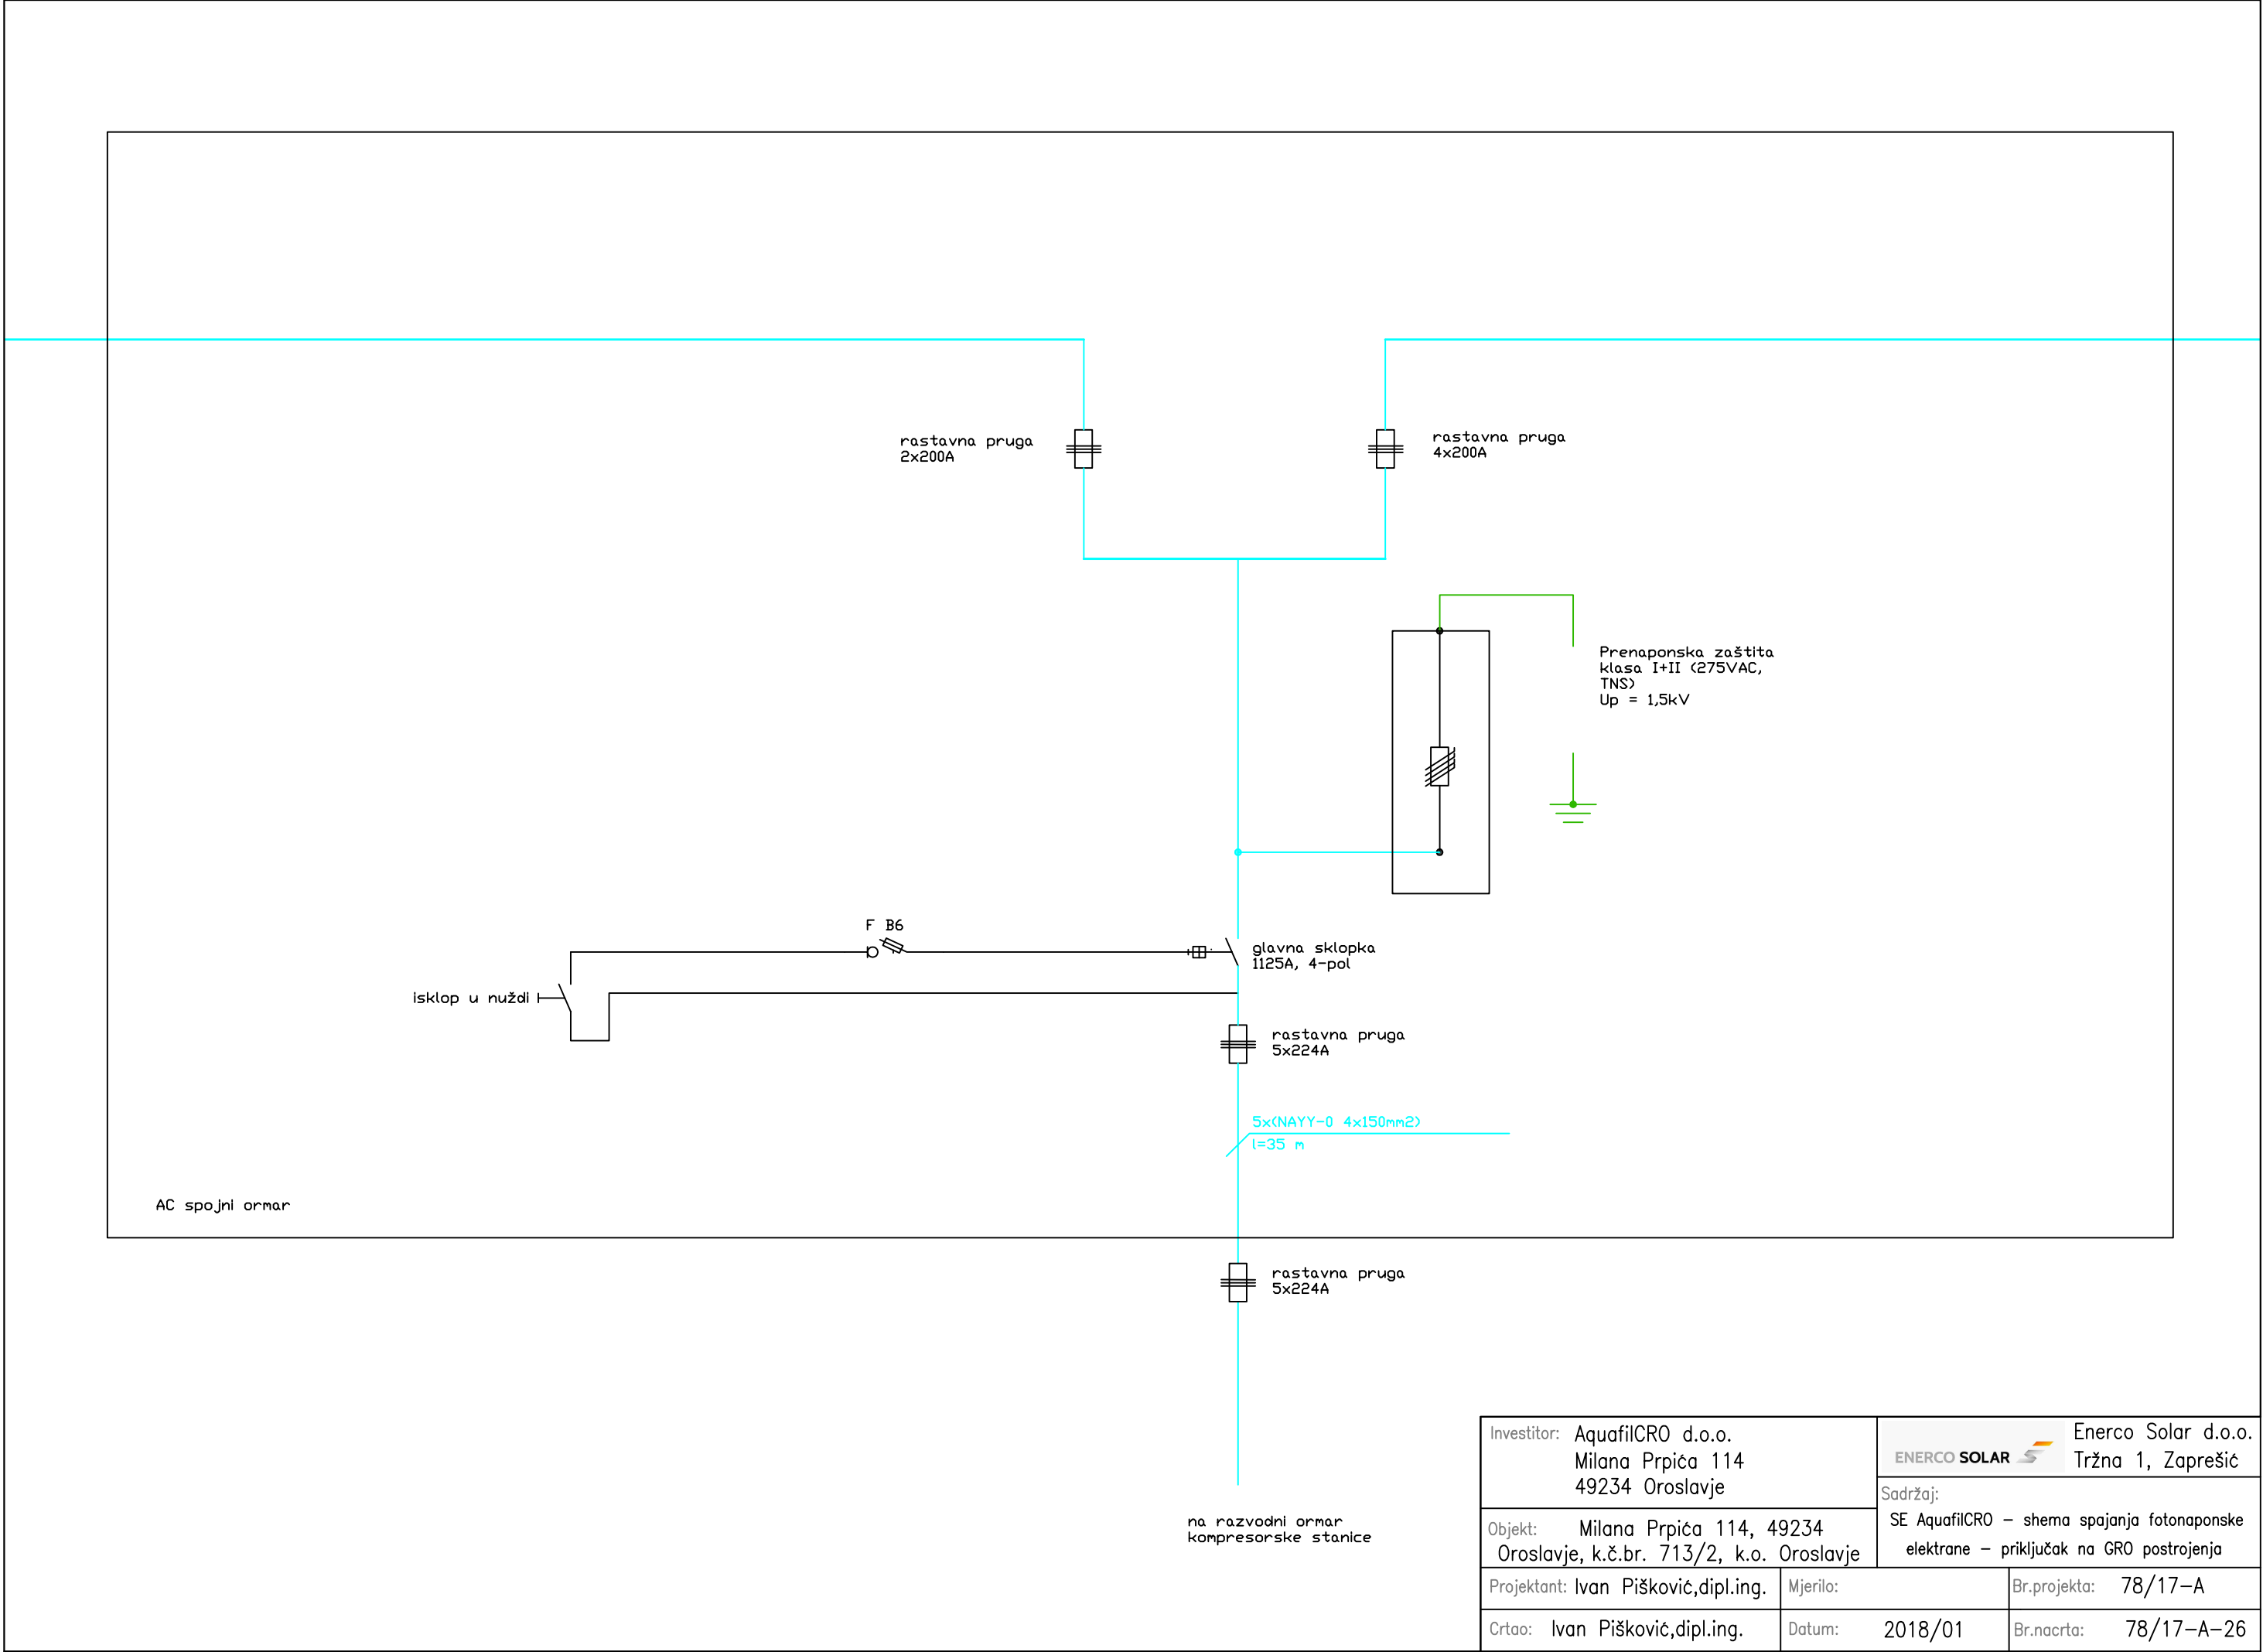 rastavna pruga
2x200A
rastavna pruga
4x200A
Prenaponska zaštita
klasa I+II (275VAC,
TNS)
Up = 1,5kV
F B6
glavna sklopka
1125A, 4-pol
isklop u nuždi
rastavna pruga
5x224A
5x(NAYY-0 4x150mm2)
l=35 m
AC spojni ormar
rastavna pruga
5x224A
na razvodni ormar
kompresorske stanice
Investitor: AquafilCRO d.o.o.
Milana Prpića 114
49234 Oroslavje
ENERCO SOLAR
Enerco Solar d.o.o.
Tržna 1, Zaprešić
Sadržaj:
SE AquafilCRO – shema spajanja fotonaponske
elektrane – priključak na GRO postrojenja
Objekt: Milana Prpića 114, 49234
Oroslavje, k.č.br. 713/2, k.o. Oroslavje
Projektant: Ivan Pišković,dipl.ing.
Mjerilo:
Br.projekta: 78/17-A
Crtao: Ivan Pišković,dipl.ing.
Datum: 2018/01
Br.nacrta: 78/17-A-26